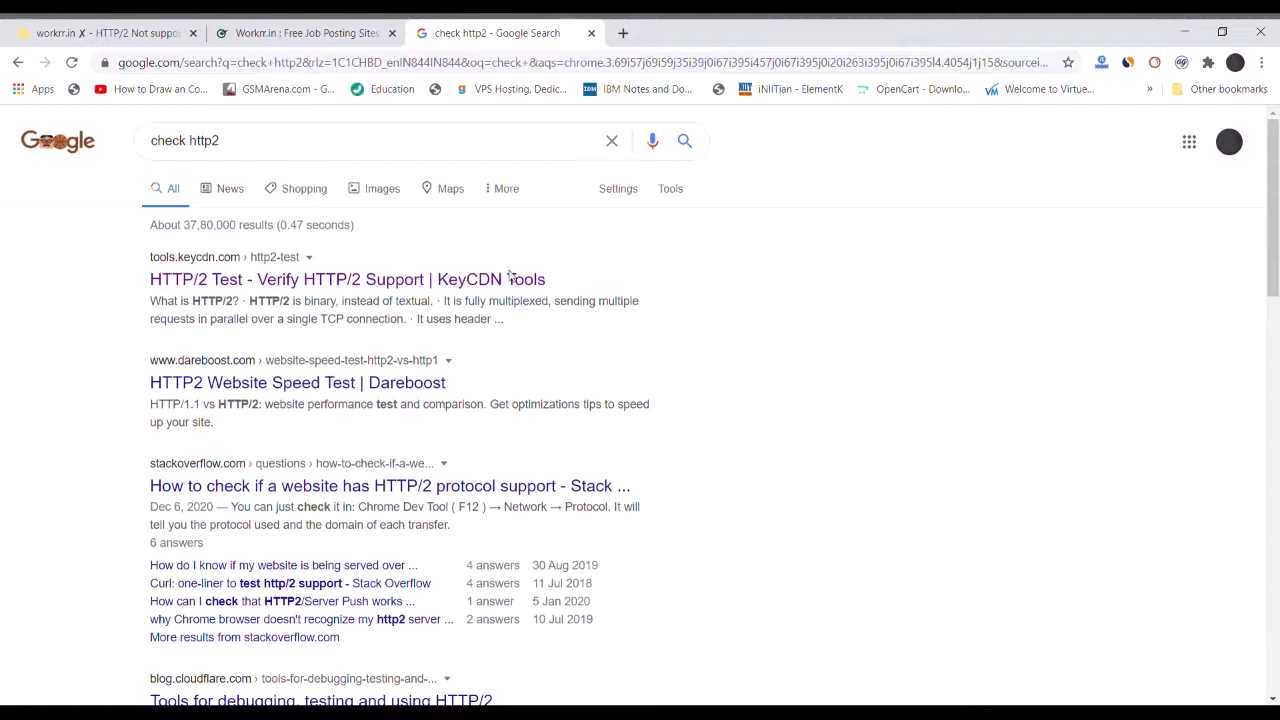 workrr.in ✗ - HTTP/2 Not suppo
Workrr.in : Free Job Posting Sites
check http2 - Google Search
google.com/search?q=check+http2&rlz=1C1CHBD_enIN844IN844&oq=check+&aqs=chrome.3.69i57j69i59j35i39j0i67i395i457j0i67i395j0i20i263i395j0i67i395l4.4054j1j15&sourcei...
Apps
How to Draw an Co...
GSMArena.com | G...
Education
VPS Hosting, Dedic...
IBM Notes and Do...
iNIITian - ElementK
OpenCart - Downlo...
Welcome to Virtue...
» Other bookmarks
Google
check http2
All News Shopping Images Maps More Settings Tools
About 37,80,000 results (0.47 seconds)
tools.keycdn.com › http2-test
HTTP/2 Test - Verify HTTP/2 Support | KeyCDN Tools
What is HTTP/2? · HTTP/2 is binary, instead of textual. · It is fully multiplexed, sending multiple
requests in parallel over a single TCP connection. · It uses header ...
www.dareboost.com › website-speed-test-http2-vs-http1
HTTP2 Website Speed Test | Dareboost
HTTP/1.1 vs HTTP/2: website performance test and comparison. Get optimizations tips to speed
up your site.
stackoverflow.com › questions › how-to-check-if-a-we...
How to check if a website has HTTP/2 protocol support - Stack ...
Dec 6, 2020 — You can just check it in: Chrome Dev Tool ( F12 ) → Network → Protocol. It will
tell you the protocol used and the domain of each transfer.
6 answers
How do I know if my website is being served over ... 4 answers 30 Aug 2019
Curl: one-liner to test http/2 support - Stack Overflow 4 answers 11 Jul 2018
How can I check that HTTP2/Server Push works ... 1 answer 5 Jan 2020
why Chrome browser doesn't recognize my http2 server ... 2 answers 10 Jul 2019
More results from stackoverflow.com
blog.cloudflare.com › tools-for-debugging-testing-and-...
Tools for debugging, testing and using HTTP/2